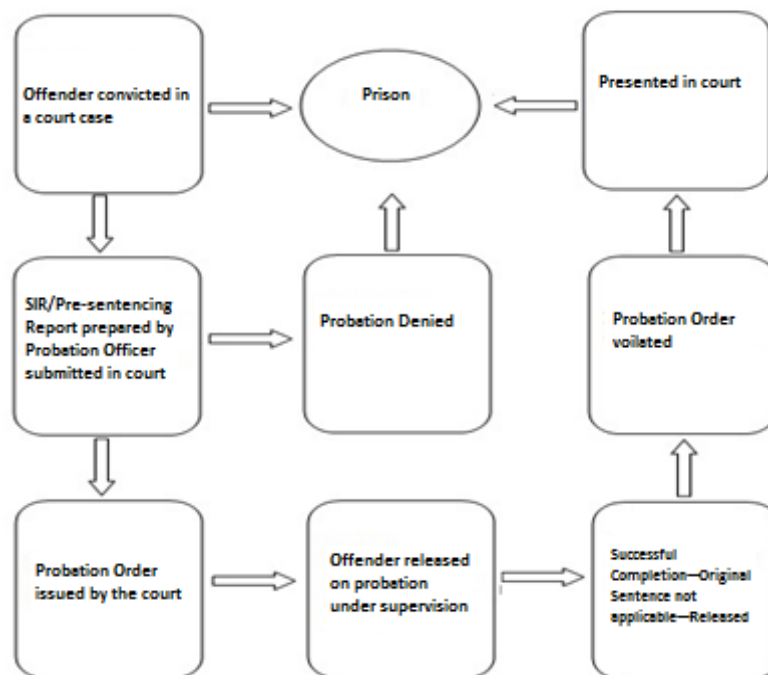 Offender convicted in
a court case
Prison
Presented in court
SIR/Pre-sentencing
Report prepared by
Probation Officer
submitted in court
Probation Denied
Probation Order
voilated
Probation Order
issued by the court
Offender released
on probation
under supervision
Successful
Completion—Original
Sentence not
applicable—Released